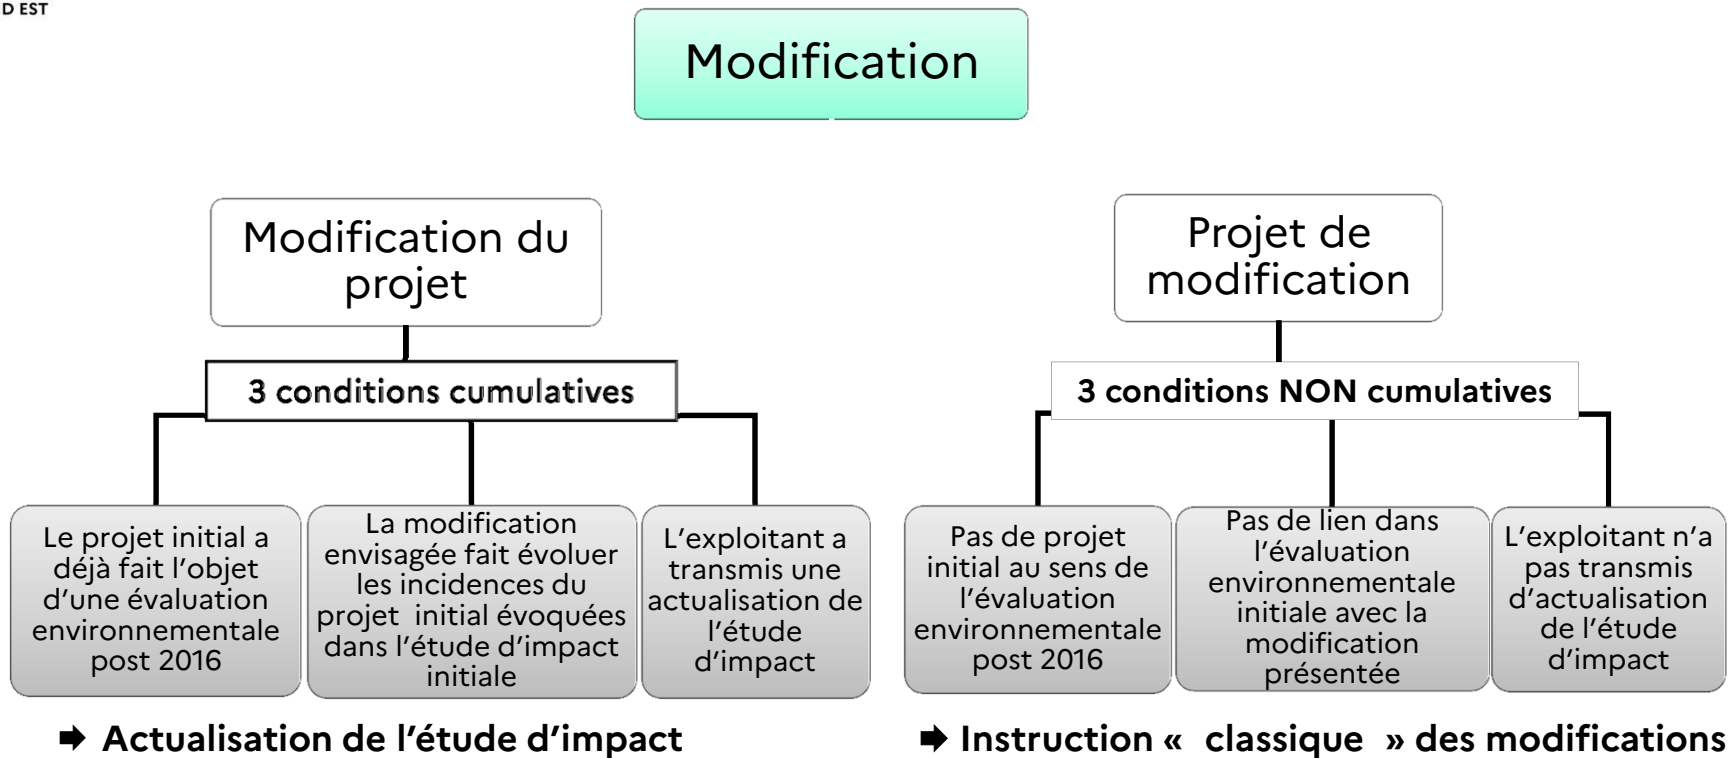 D EST
Modification
Modification du
projet
3 conditions cumulatives
Le projet initial a
déjà fait l'objet
d'une évaluation
environnementale
post 2016
La modification
envisagée fait évoluer
les incidences du
projet initial évoquées
dans l'étude d'impact
initiale
L'exploitant a
transmis une
actualisation de
l'étude
d'impact
➡ Actualisation de l'étude d'impact
Projet de
modification
3 conditions NON cumulatives
Pas de projet
initial au sens de
l'évaluation
environnementale
post 2016
Pas de lien dans
l'évaluation
environnementale
initiale avec la
modification
présentée
L'exploitant n'a
pas transmis
d'actualisation
de l'étude
d'impact
➡ Instruction « classique » des modifications